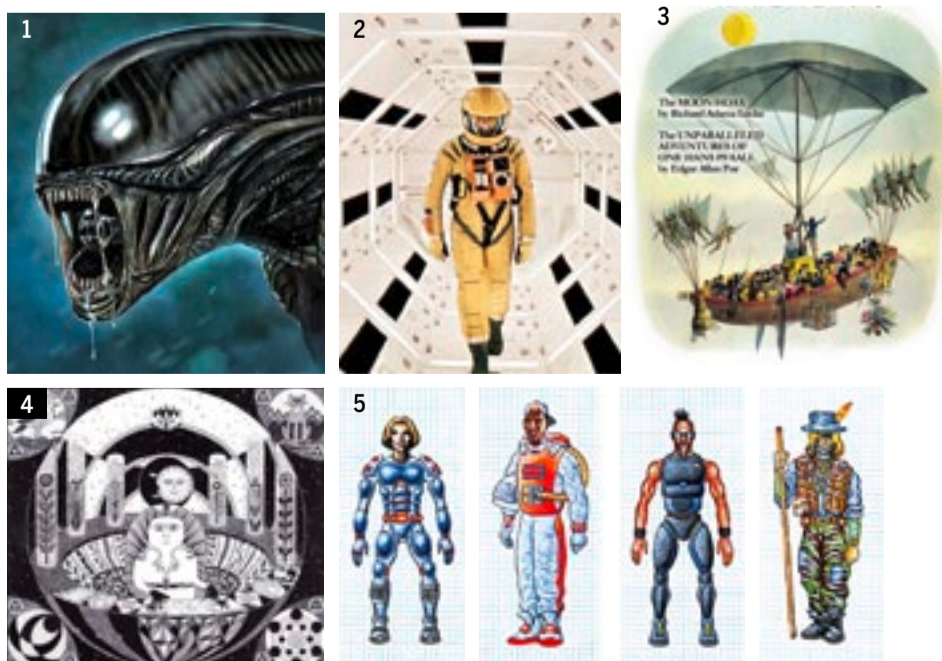 1
2
3
The MOON HOAX
by Richard Adams Locke
The UNPARALLELED
ADVENTURES OF
ONE HANS PFAALL
by Edgar Allan Poe
4
5